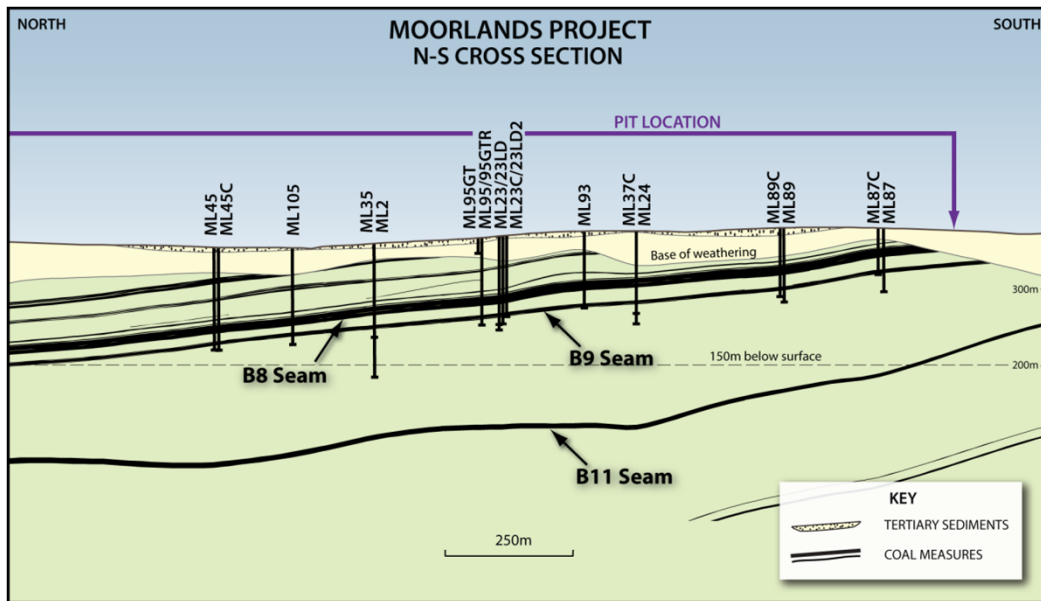 NORTH
MOORLANDS PROJECT
SOUTH
N-S CROSS SECTION
PIT LOCATION
ML45
ML45C
ML105
ML35
ML2
ML95GT
ML95/95GTR
ML23/23LD
ML23C/23LD2
ML93
ML37C
ML24
ML89C
ML89
ML87C
ML87
Base of weathering
300m
B8 Seam
B9 Seam
150m below surface
200m
B11 Seam
250m
KEY
TERTIARY SEDIMENTS
COAL MEASURES